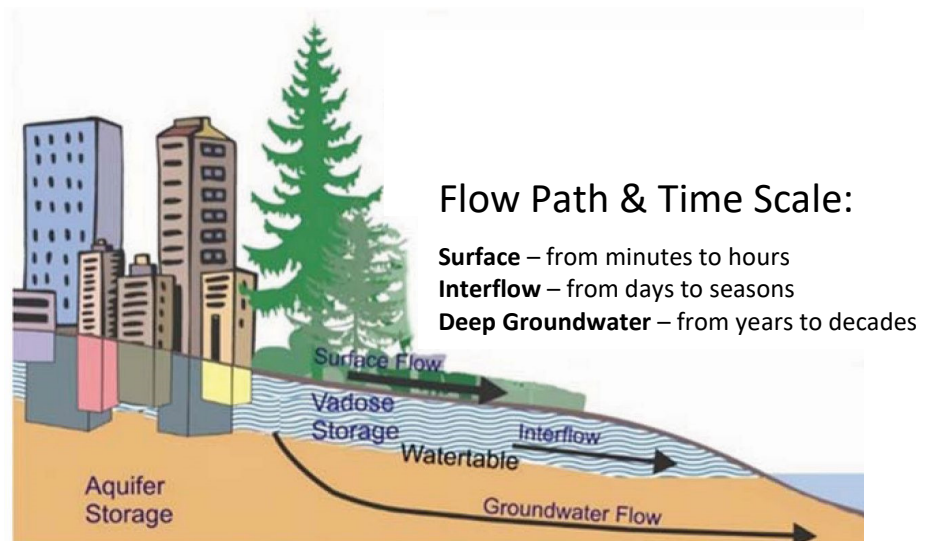 Flow Path & Time Scale:
Surface – from minutes to hours
Interflow – from days to seasons
Deep Groundwater – from years to decades
Surface Flow
Vadose
Storage
Interflow
Watertable
Aquifer
Storage
Groundwater Flow